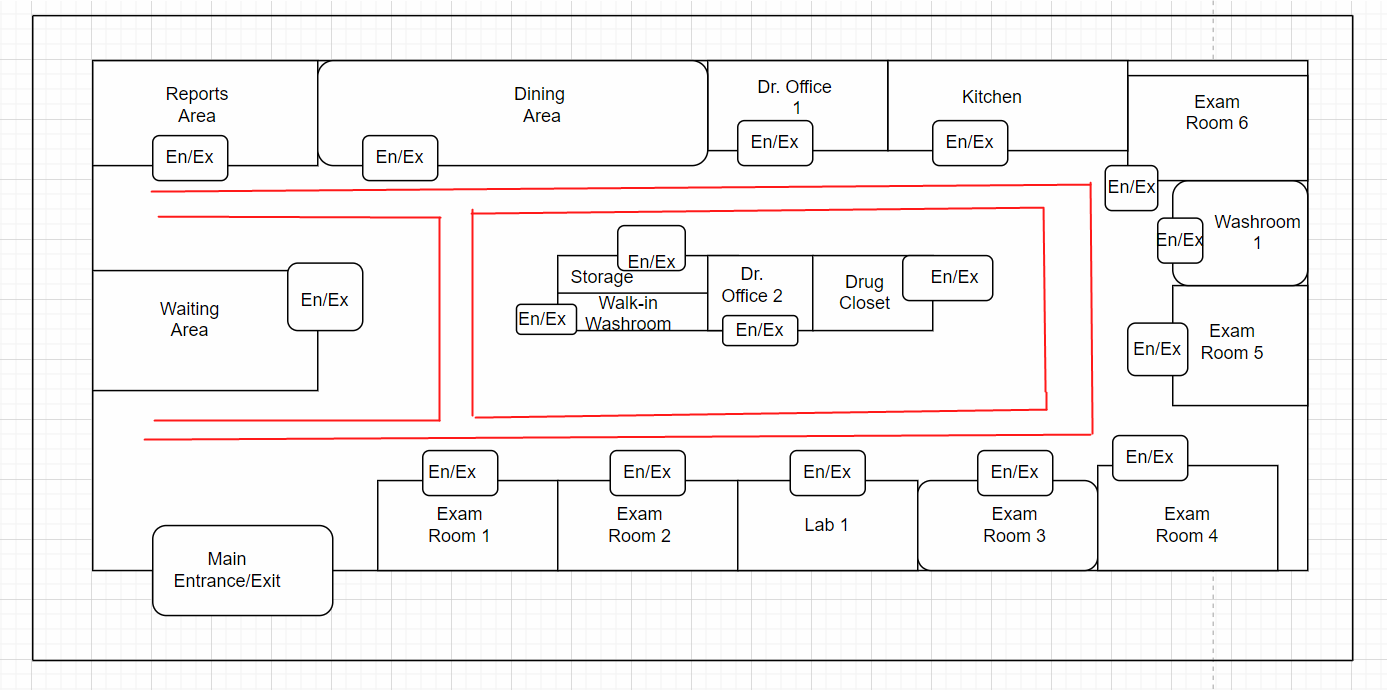 Reports
Area
En/Ex
Dining
Area
En/Ex
Dr. Office
1
En/Ex
Kitchen
En/Ex
Exam
Room 6
En/Ex
Washroom
1
En/Ex
Waiting
Area
En/Ex
En/Ex
Storage
Walk-in
Washroom
En/Ex
Dr.
Office 2
En/Ex
Drug
Closet
En/Ex
Exam
Room 5
En/Ex
En/Ex
Exam
Room 1
En/Ex
Exam
Room 2
En/Ex
Lab 1
En/Ex
Exam
Room 3
En/Ex
Exam
Room 4
Main
Entrance/Exit